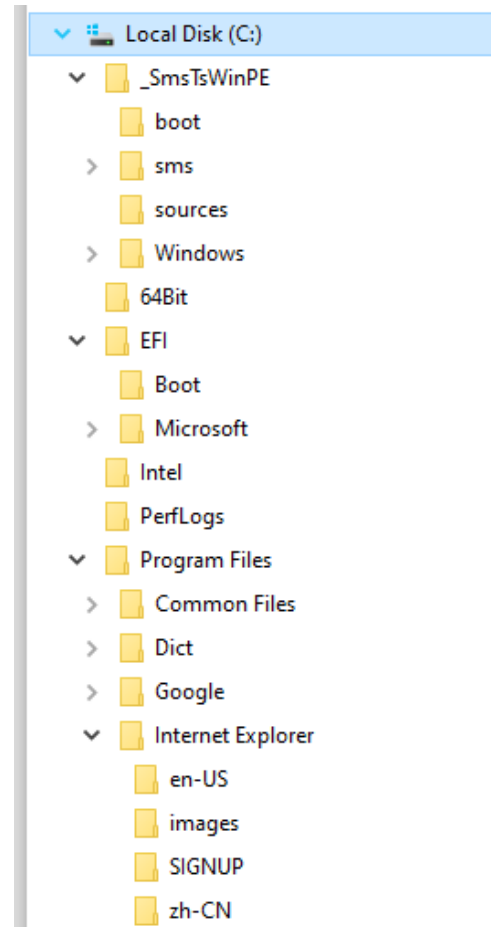 Local Disk (C:)
_SmsTsWinPE
boot
sms
sources
Windows
64Bit
EFI
Boot
Microsoft
Intel
PerfLogs
Program Files
Common Files
Dict
Google
Internet Explorer
en-US
images
SIGNUP
zh-CN